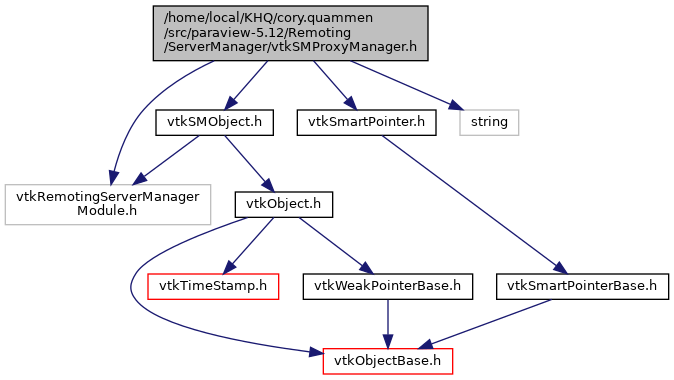 /home/local/KHQ/cory.quammen
/src/paraview-5.12/Remoting
/ServerManager/vtkSMProxyManager.h
vtkSMObject.h
vtkSmartPointer.h
string
vtkRemotingServerManager
Module.h
vtkObject.h
vtkTimeStamp.h
vtkWeakPointerBase.h
vtkSmartPointerBase.h
vtkObjectBase.h